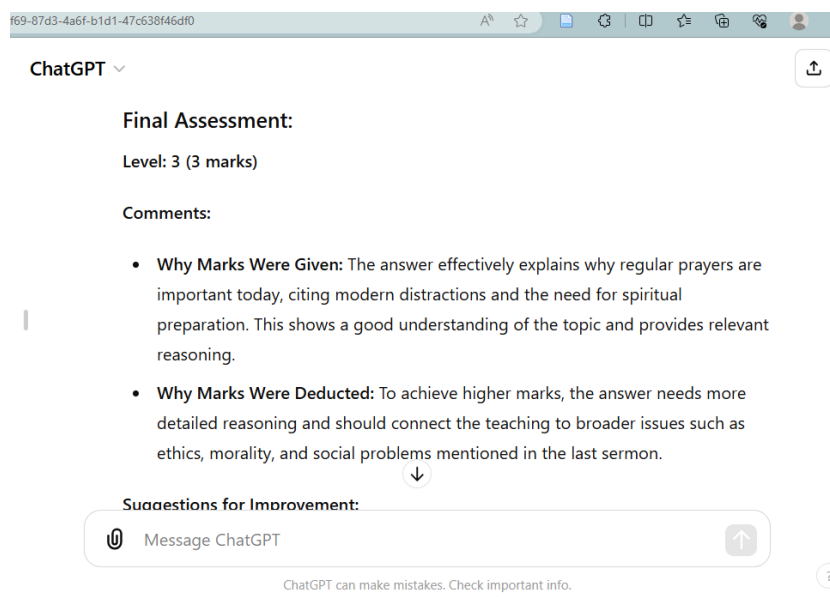 f69-87d3-4a6f-b1d1-47c638f46df0
ChatGPT
Final Assessment:
Level: 3 (3 marks)
Comments:
Why Marks Were Given: The answer effectively explains why regular prayers are
important today, citing modern distractions and the need for spiritual
preparation. This shows a good understanding of the topic and provides relevant
reasoning.
Why Marks Were Deducted: To achieve higher marks, the answer needs more
detailed reasoning and should connect the teaching to broader issues such as
ethics, morality, and social problems mentioned in the last sermon.
Suggestions for Improvement:
Message ChatGPT
ChatGPT can make mistakes. Check important info.
?